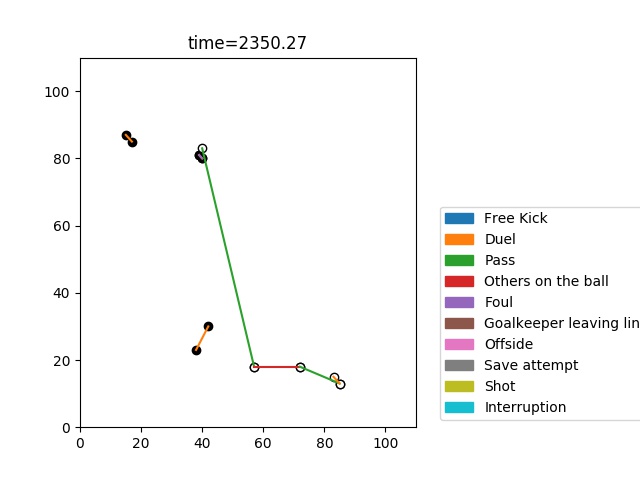 time=2350.27
100
80
60
40
20
0
0 20 40 60 80 100
Free Kick
Duel
Pass
Others on the ball
Foul
Goalkeeper leaving lin
Offside
Save attempt
Shot
Interruption